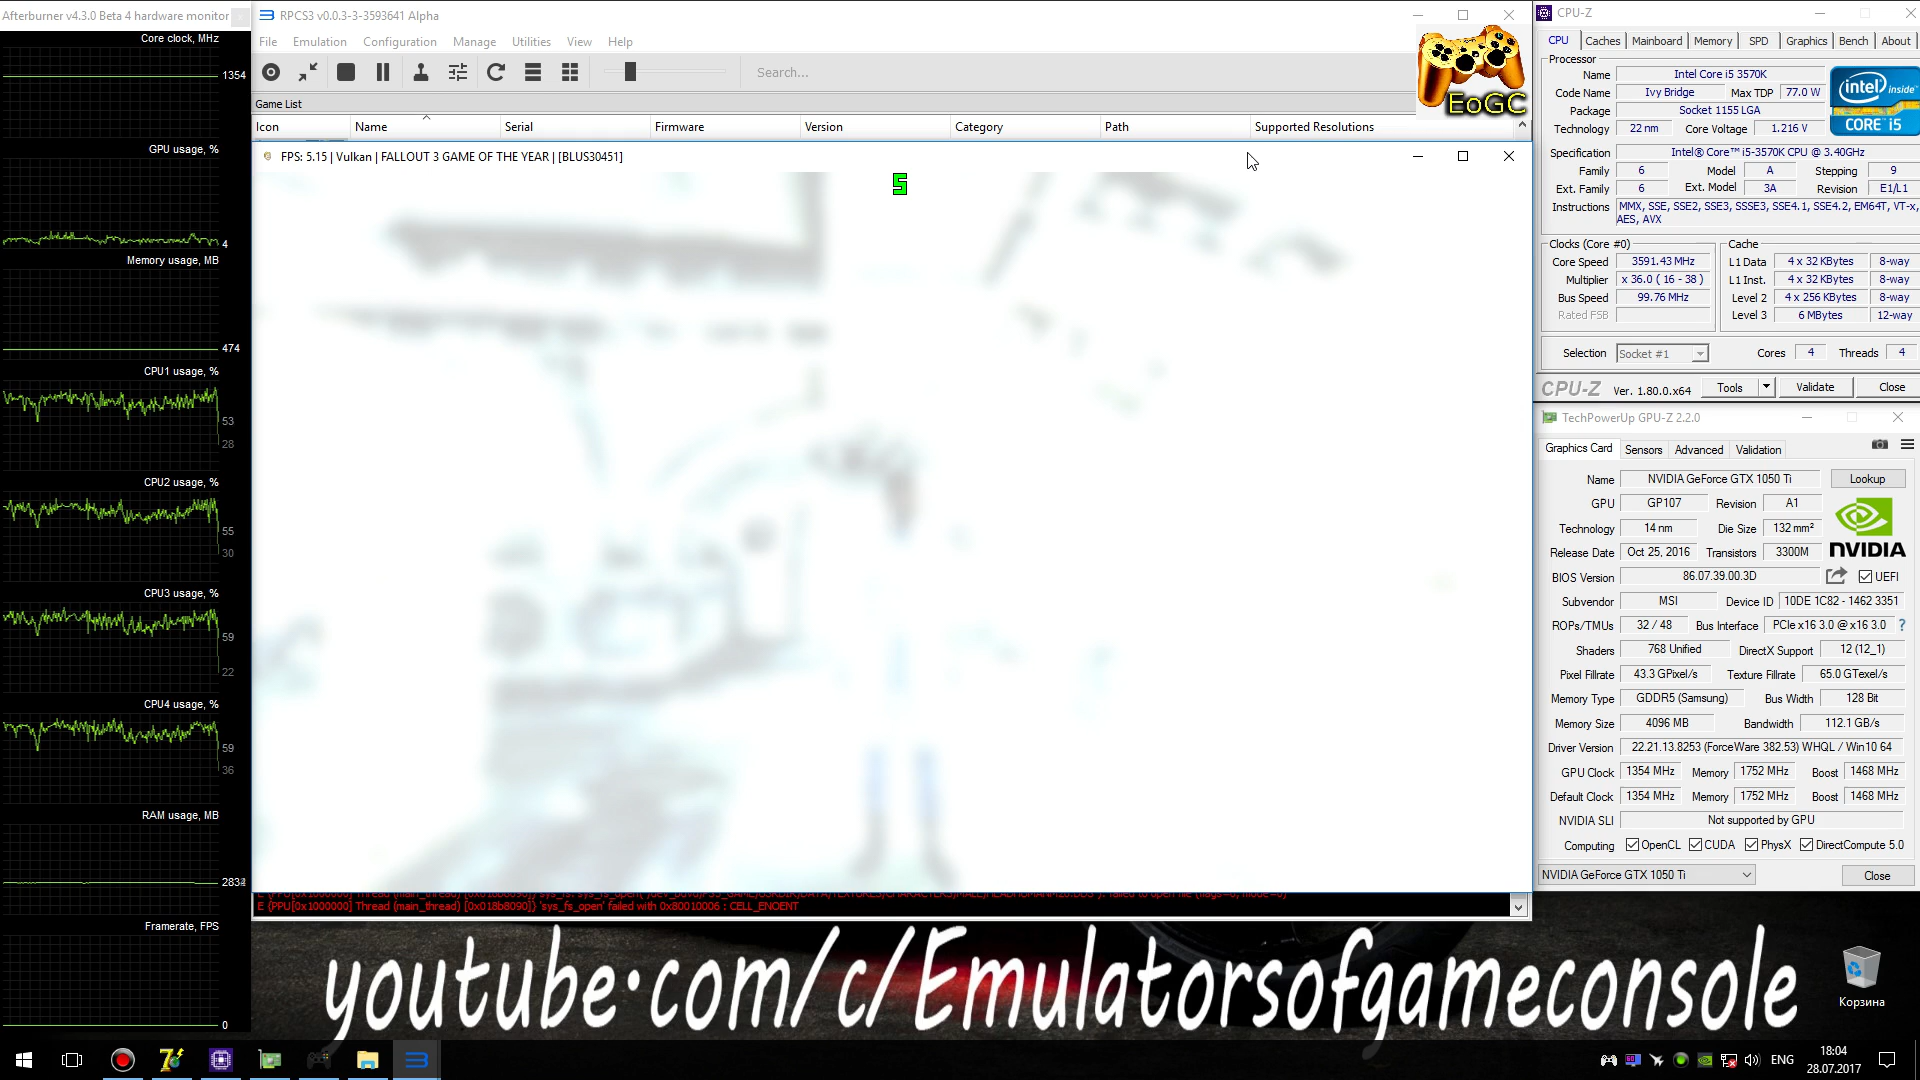 Afterburner v4.3.0 Beta 4 hardware monitor
Core clock, MHz
1354
GPU usage, %
4
Memory usage, MB
474
CPU1 usage, %
53
28
CPU2 usage, %
55
30
CPU3 usage, %
59
22
CPU4 usage, %
59
36
RAM usage, MB
Framerate, FPS
0
RPCS3 v0.0.3-3-3593641 Alpha
File Emulation Configuration Manage Utilities View Help
Search...
EoGC
Game List
Icon Name Serial Firmware Version Category Path Supported Resolutions
FPS: 5.15 | Vulkan | FALLOUT 3 GAME OF THE YEAR | [BLUS30451]
5
E {PPU[0x1000000] Thread (main_thread) [0x018b8090]} 'sys_fs_open' failed with 0x80010006 : CELL_ENOENT
CPU-Z
CPU Caches Mainboard Memory SPD Graphics Bench About
Processor
Name Intel Core i5 3570K
Code Name Ivy Bridge Max TDP 77.0 W
Package Socket 1155 LGA
Technology 22 nm Core Voltage 1.216 V
intel inside™
CORE i5
Specification Intel® Core™ i5-3570K CPU @ 3.40GHz
Family 6 Model A Stepping 9
Ext. Family 6 Ext. Model 3A Revision E1/L1
Instructions MMX, SSE, SSE2, SSE3, SSSE3, SSE4.1, SSE4.2, EM64T, VT-x,
AES, AVX
Clocks (Core #0)
Core Speed 3591.43 MHz
Multiplier x 36.0 ( 16 - 38 )
Bus Speed 99.76 MHz
Rated FSB
Cache
L1 Data 4 x 32 KBytes 8-way
L1 Inst. 4 x 32 KBytes 8-way
Level 2 4 x 256 KBytes 8-way
Level 3 6 MBytes 12-way
Selection Socket #1 Cores 4 Threads 4
CPU-Z Ver. 1.80.0.x64 Tools Validate Close
TechPowerUp GPU-Z 2.2.0
Graphics Card Sensors Advanced Validation
Name NVIDIA GeForce GTX 1050 Ti Lookup
GPU GP107 Revision A1
Technology 14 nm Die Size 132 mm²
Release Date Oct 25, 2016 Transistors 3300M
NVIDIA
BIOS Version 86.07.39.00.3D UEFI
Subvendor MSI Device ID 10DE 1C82 - 1462 3351
ROPs/TMUs 32 / 48 Bus Interface PCIe x16 3.0 @ x16 3.0 ?
Shaders 768 Unified DirectX Support 12 (12_1)
Pixel Fillrate 43.3 GPixel/s Texture Fillrate 65.0 GTexel/s
Memory Type GDDR5 (Samsung) Bus Width 128 Bit
Memory Size 4096 MB Bandwidth 112.1 GB/s
Driver Version 22.21.13.8253 (ForceWare 382.53) WHQL / Win10 64
GPU Clock 1354 MHz Memory 1752 MHz Boost 1468 MHz
Default Clock 1354 MHz Memory 1752 MHz Boost 1468 MHz
NVIDIA SLI Not supported by GPU
Computing OpenCL CUDA PhysX DirectCompute 5.0
NVIDIA GeForce GTX 1050 Ti Close
youtube.com/c/Emulatorsofgameconsole
Корзина
ENG
18:04
28.07.2017